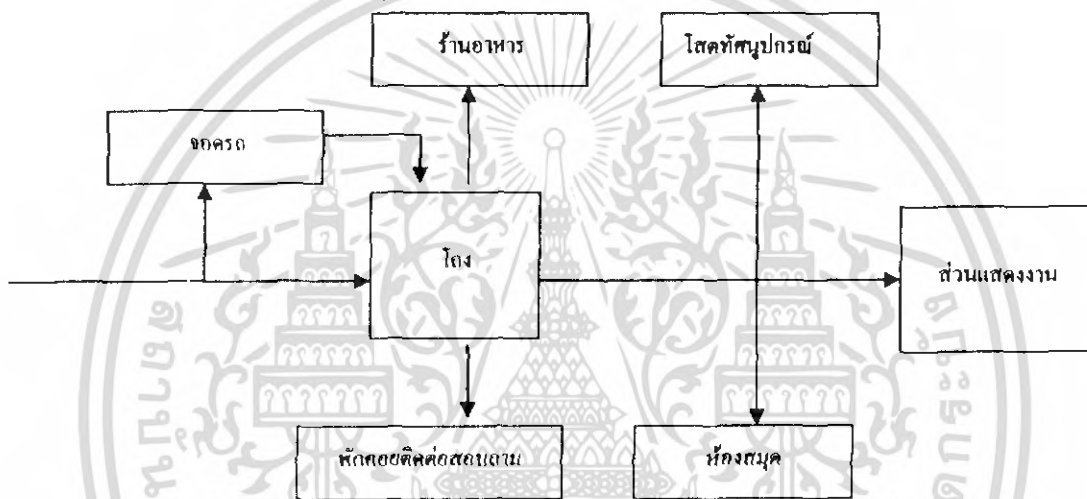 ร้านอาหาร
โสตทัศนูปกรณ์
จอดรถ
โถง
ส่วนแสดงงาน
พักคอยติดต่อสอบถาม
ห้องสมุด